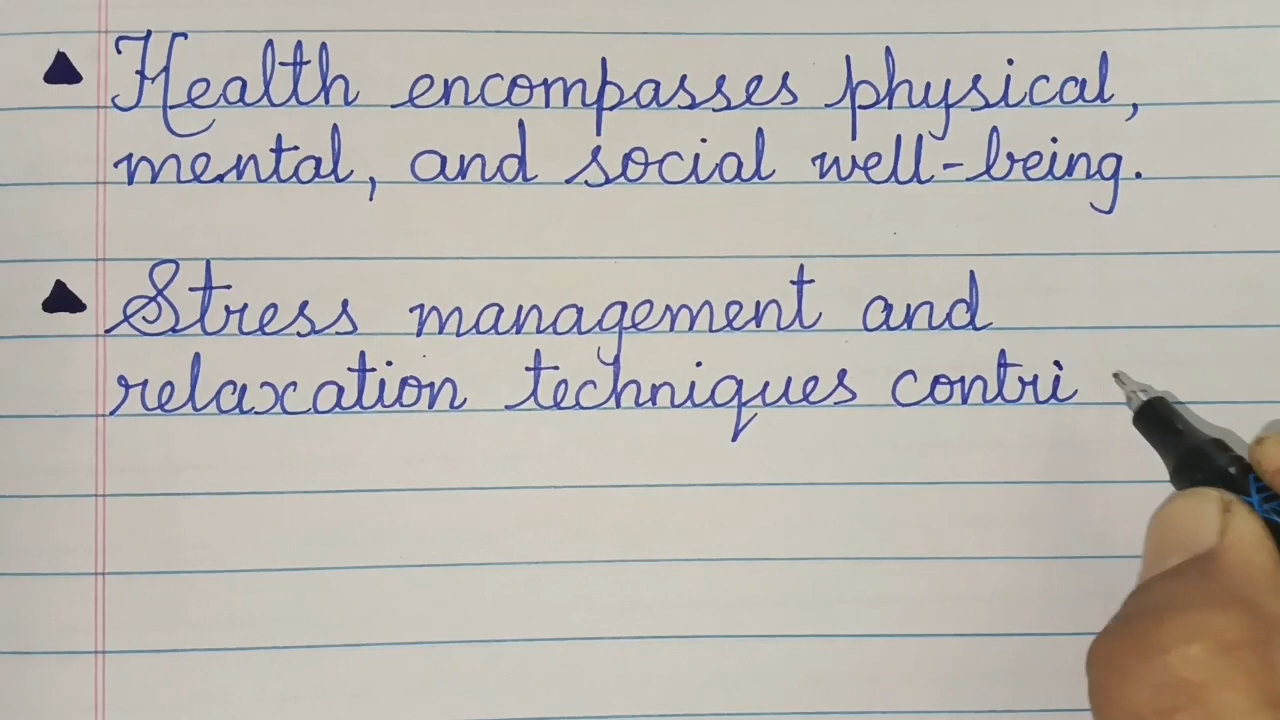 ▲ Health encompasses physical,
mental, and social well-being.
▲ Stress management and
relaxation techniques contri